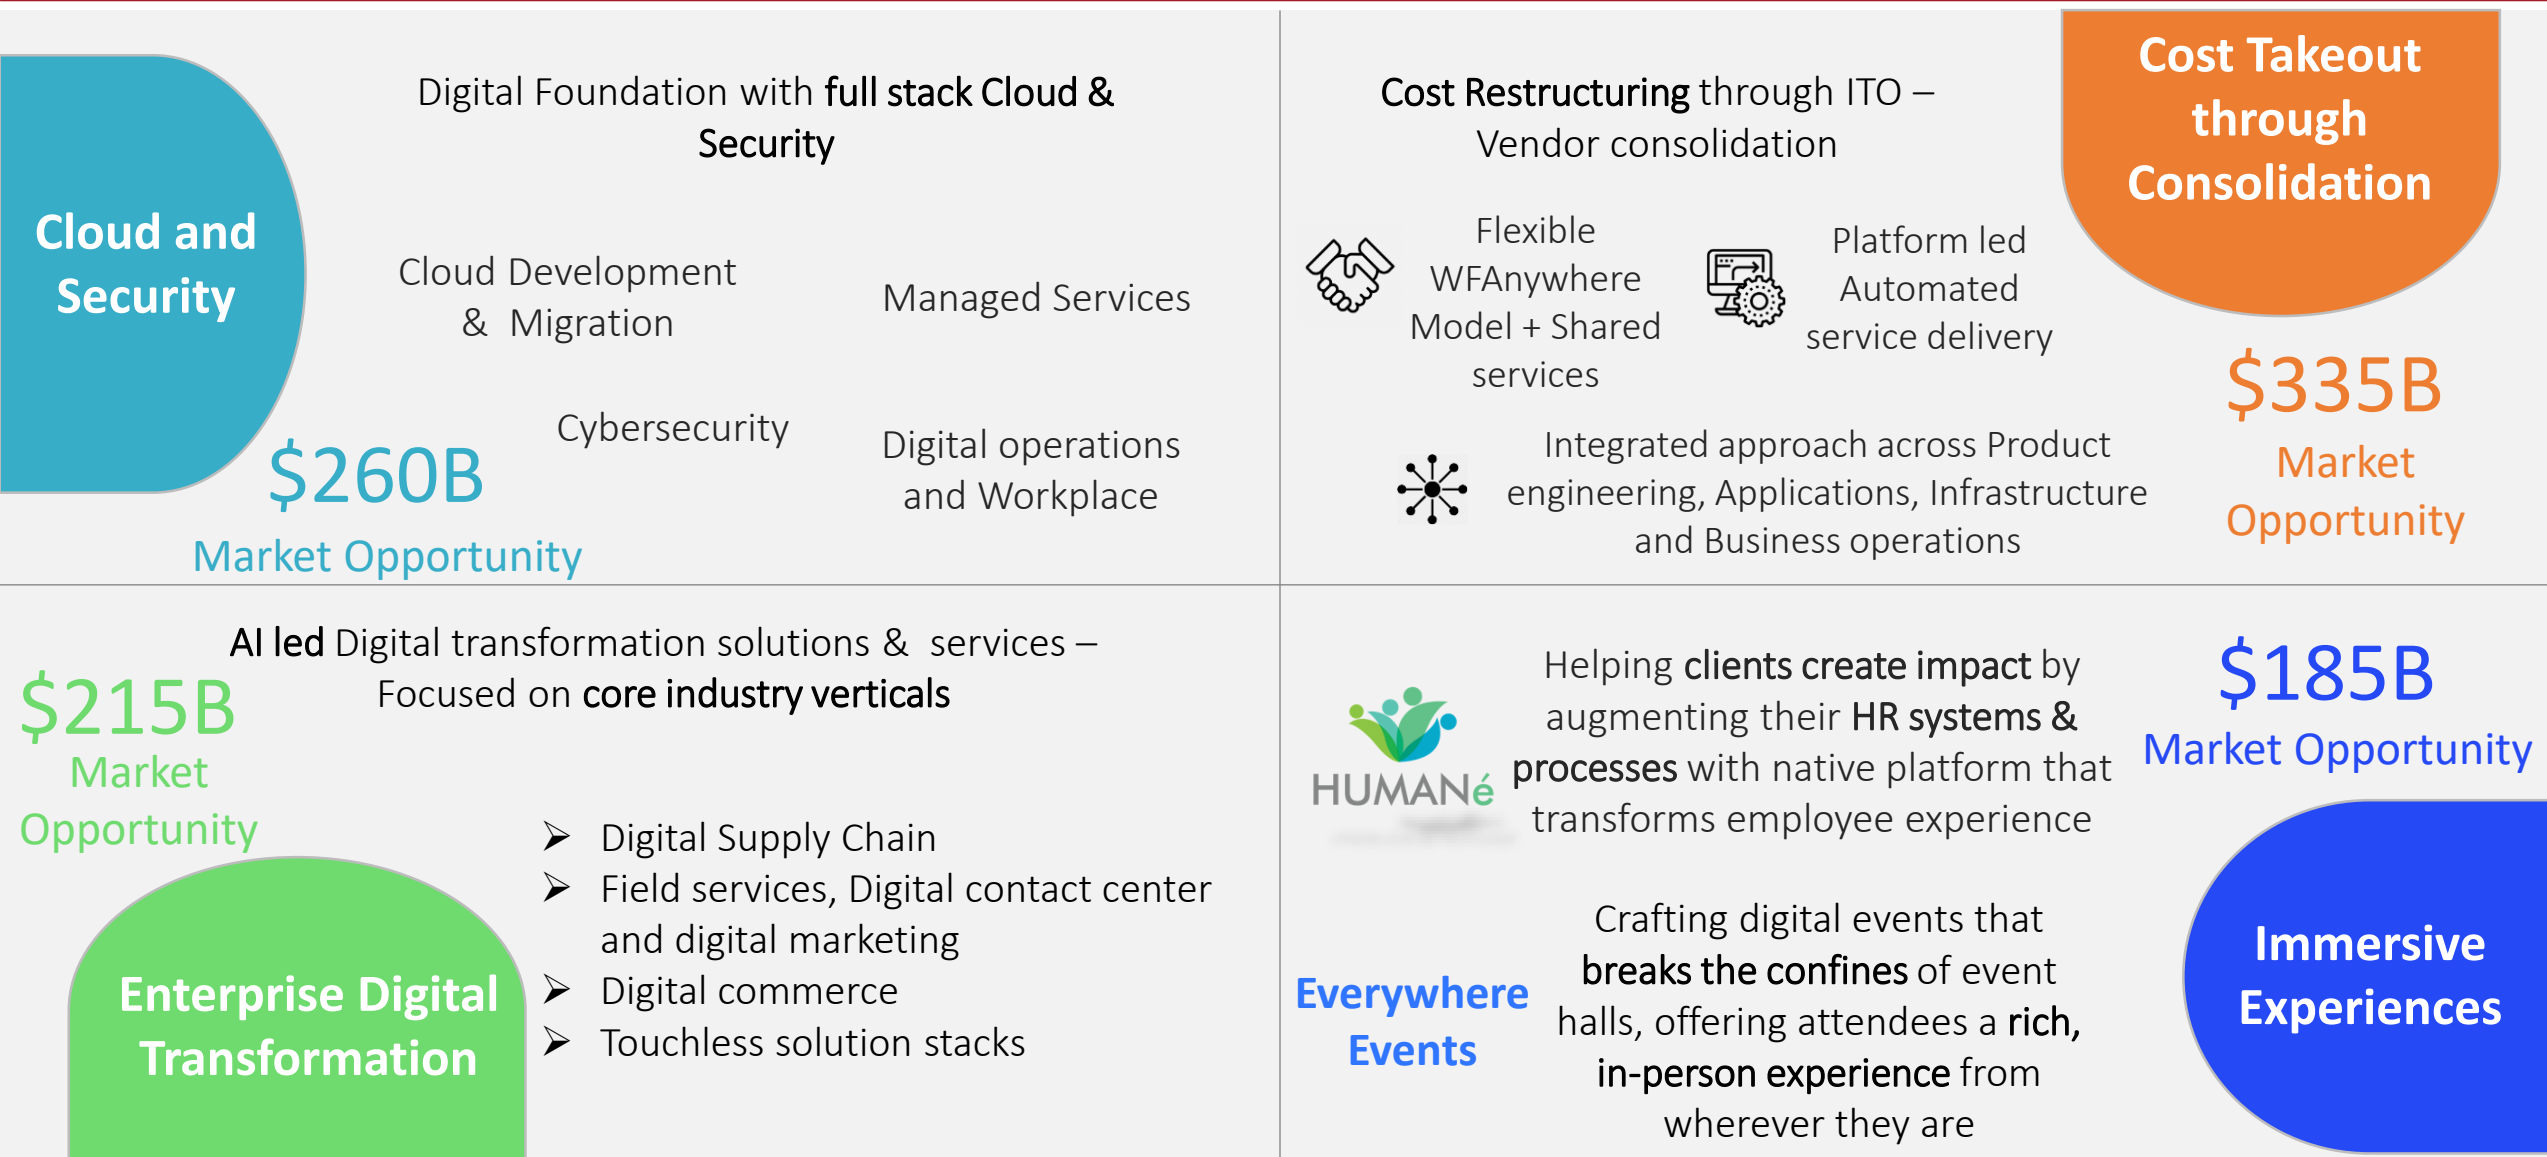 Cloud and
Security
Digital Foundation with full stack Cloud &
Security
Cloud Development
&  Migration
Managed Services
Cybersecurity
Digital operations
and Workplace
$260B
Market Opportunity
Cost Restructuring through ITO –
Vendor consolidation
Flexible
WFAnywhere
Model + Shared
services
Platform led
Automated
service delivery
Integrated approach across Product
engineering, Applications, Infrastructure
and Business operations
Cost Takeout
through
Consolidation
$335B
Market
Opportunity
AI led Digital transformation solutions &  services –
Focused on core industry verticals
$215B
Market
Opportunity
Enterprise Digital
Transformation
➢ Digital Supply Chain
➢ Field services, Digital contact center
and digital marketing
➢ Digital commerce
➢ Touchless solution stacks
HUMANé
Helping clients create impact by
augmenting their HR systems &
processes with native platform that
transforms employee experience
$185B
Market Opportunity
Everywhere
Events
Crafting digital events that
breaks the confines of event
halls, offering attendees a rich,
in-person experience from
wherever they are
Immersive
Experiences